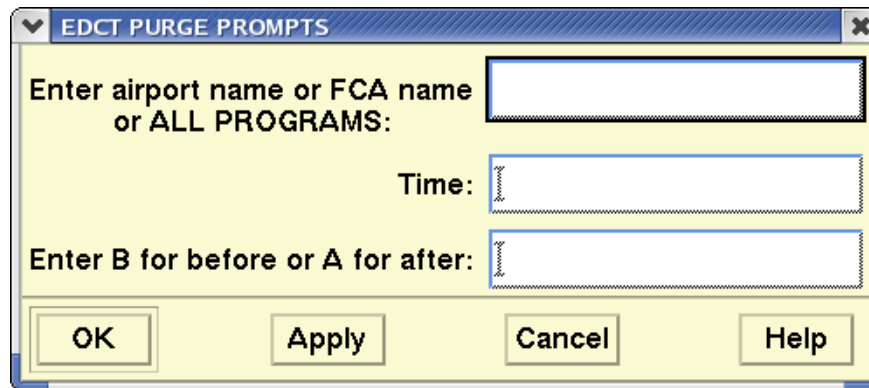 EDCT PURGE PROMPTS
Enter airport name or FCA name
or ALL PROGRAMS:
Time:
Enter B for before or A for after:
OK Apply Cancel Help